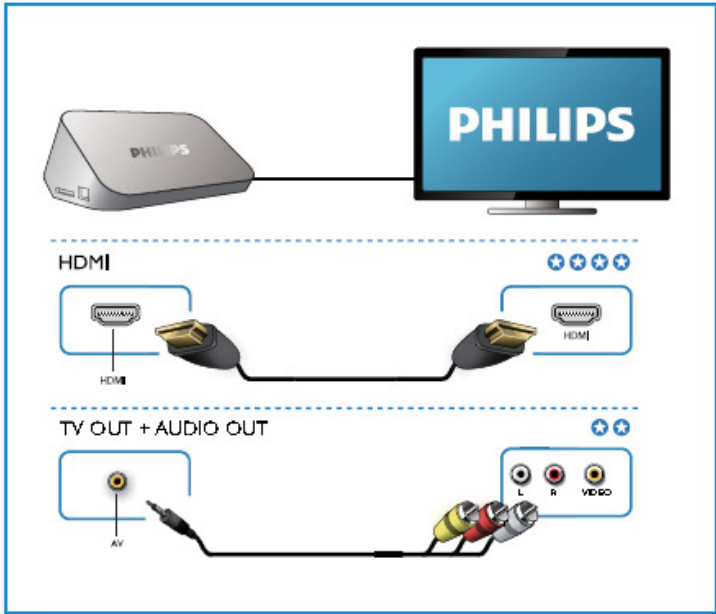 PHILIPS
PHILIPS
HDMI
HDMI
HDMI
TV OUT + AUDIO OUT
AV
L R VIDEO